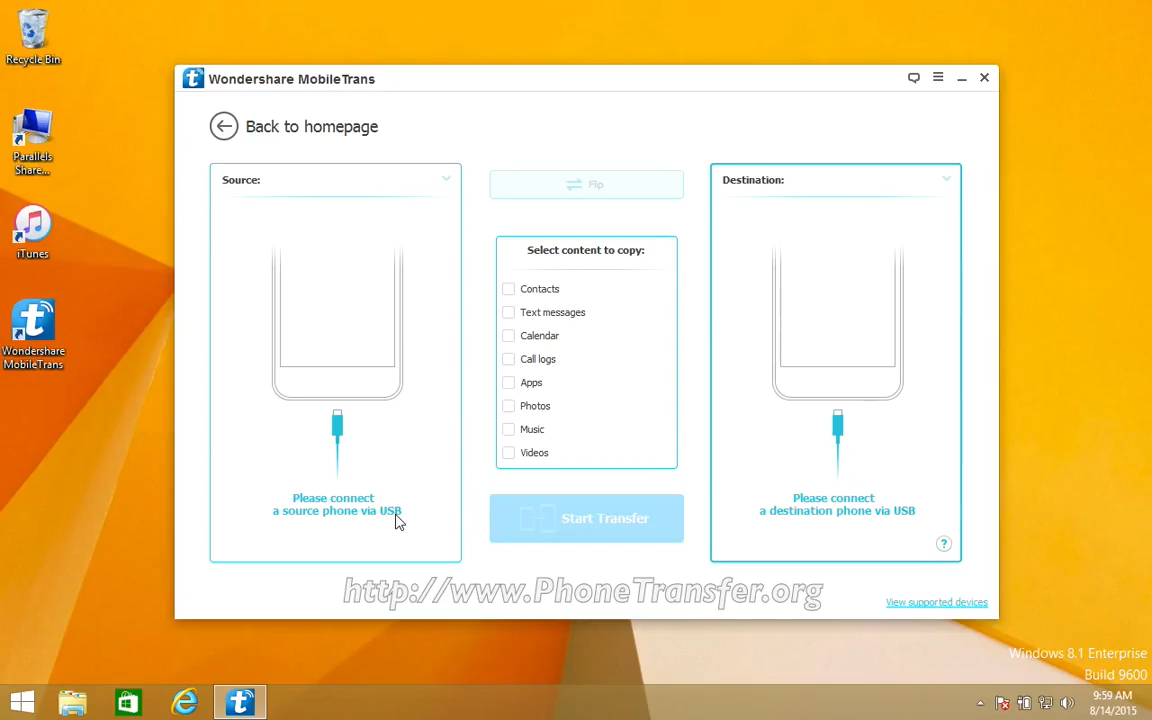 Recycle Bin
Parallels
Share...
iTunes
Wondershare
MobileTrans
Wondershare MobileTrans
Back to homepage
Source:
Flip
Destination:
Select content to copy:
Contacts
Text messages
Calendar
Call logs
Apps
Photos
Music
Videos
Please connect
a source phone via USB
Start Transfer
Please connect
a destination phone via USB
?
http://www.PhoneTransfer.org
View supported devices
Windows 8.1 Enterprise
Build 9600
9:59 AM
8/14/2015